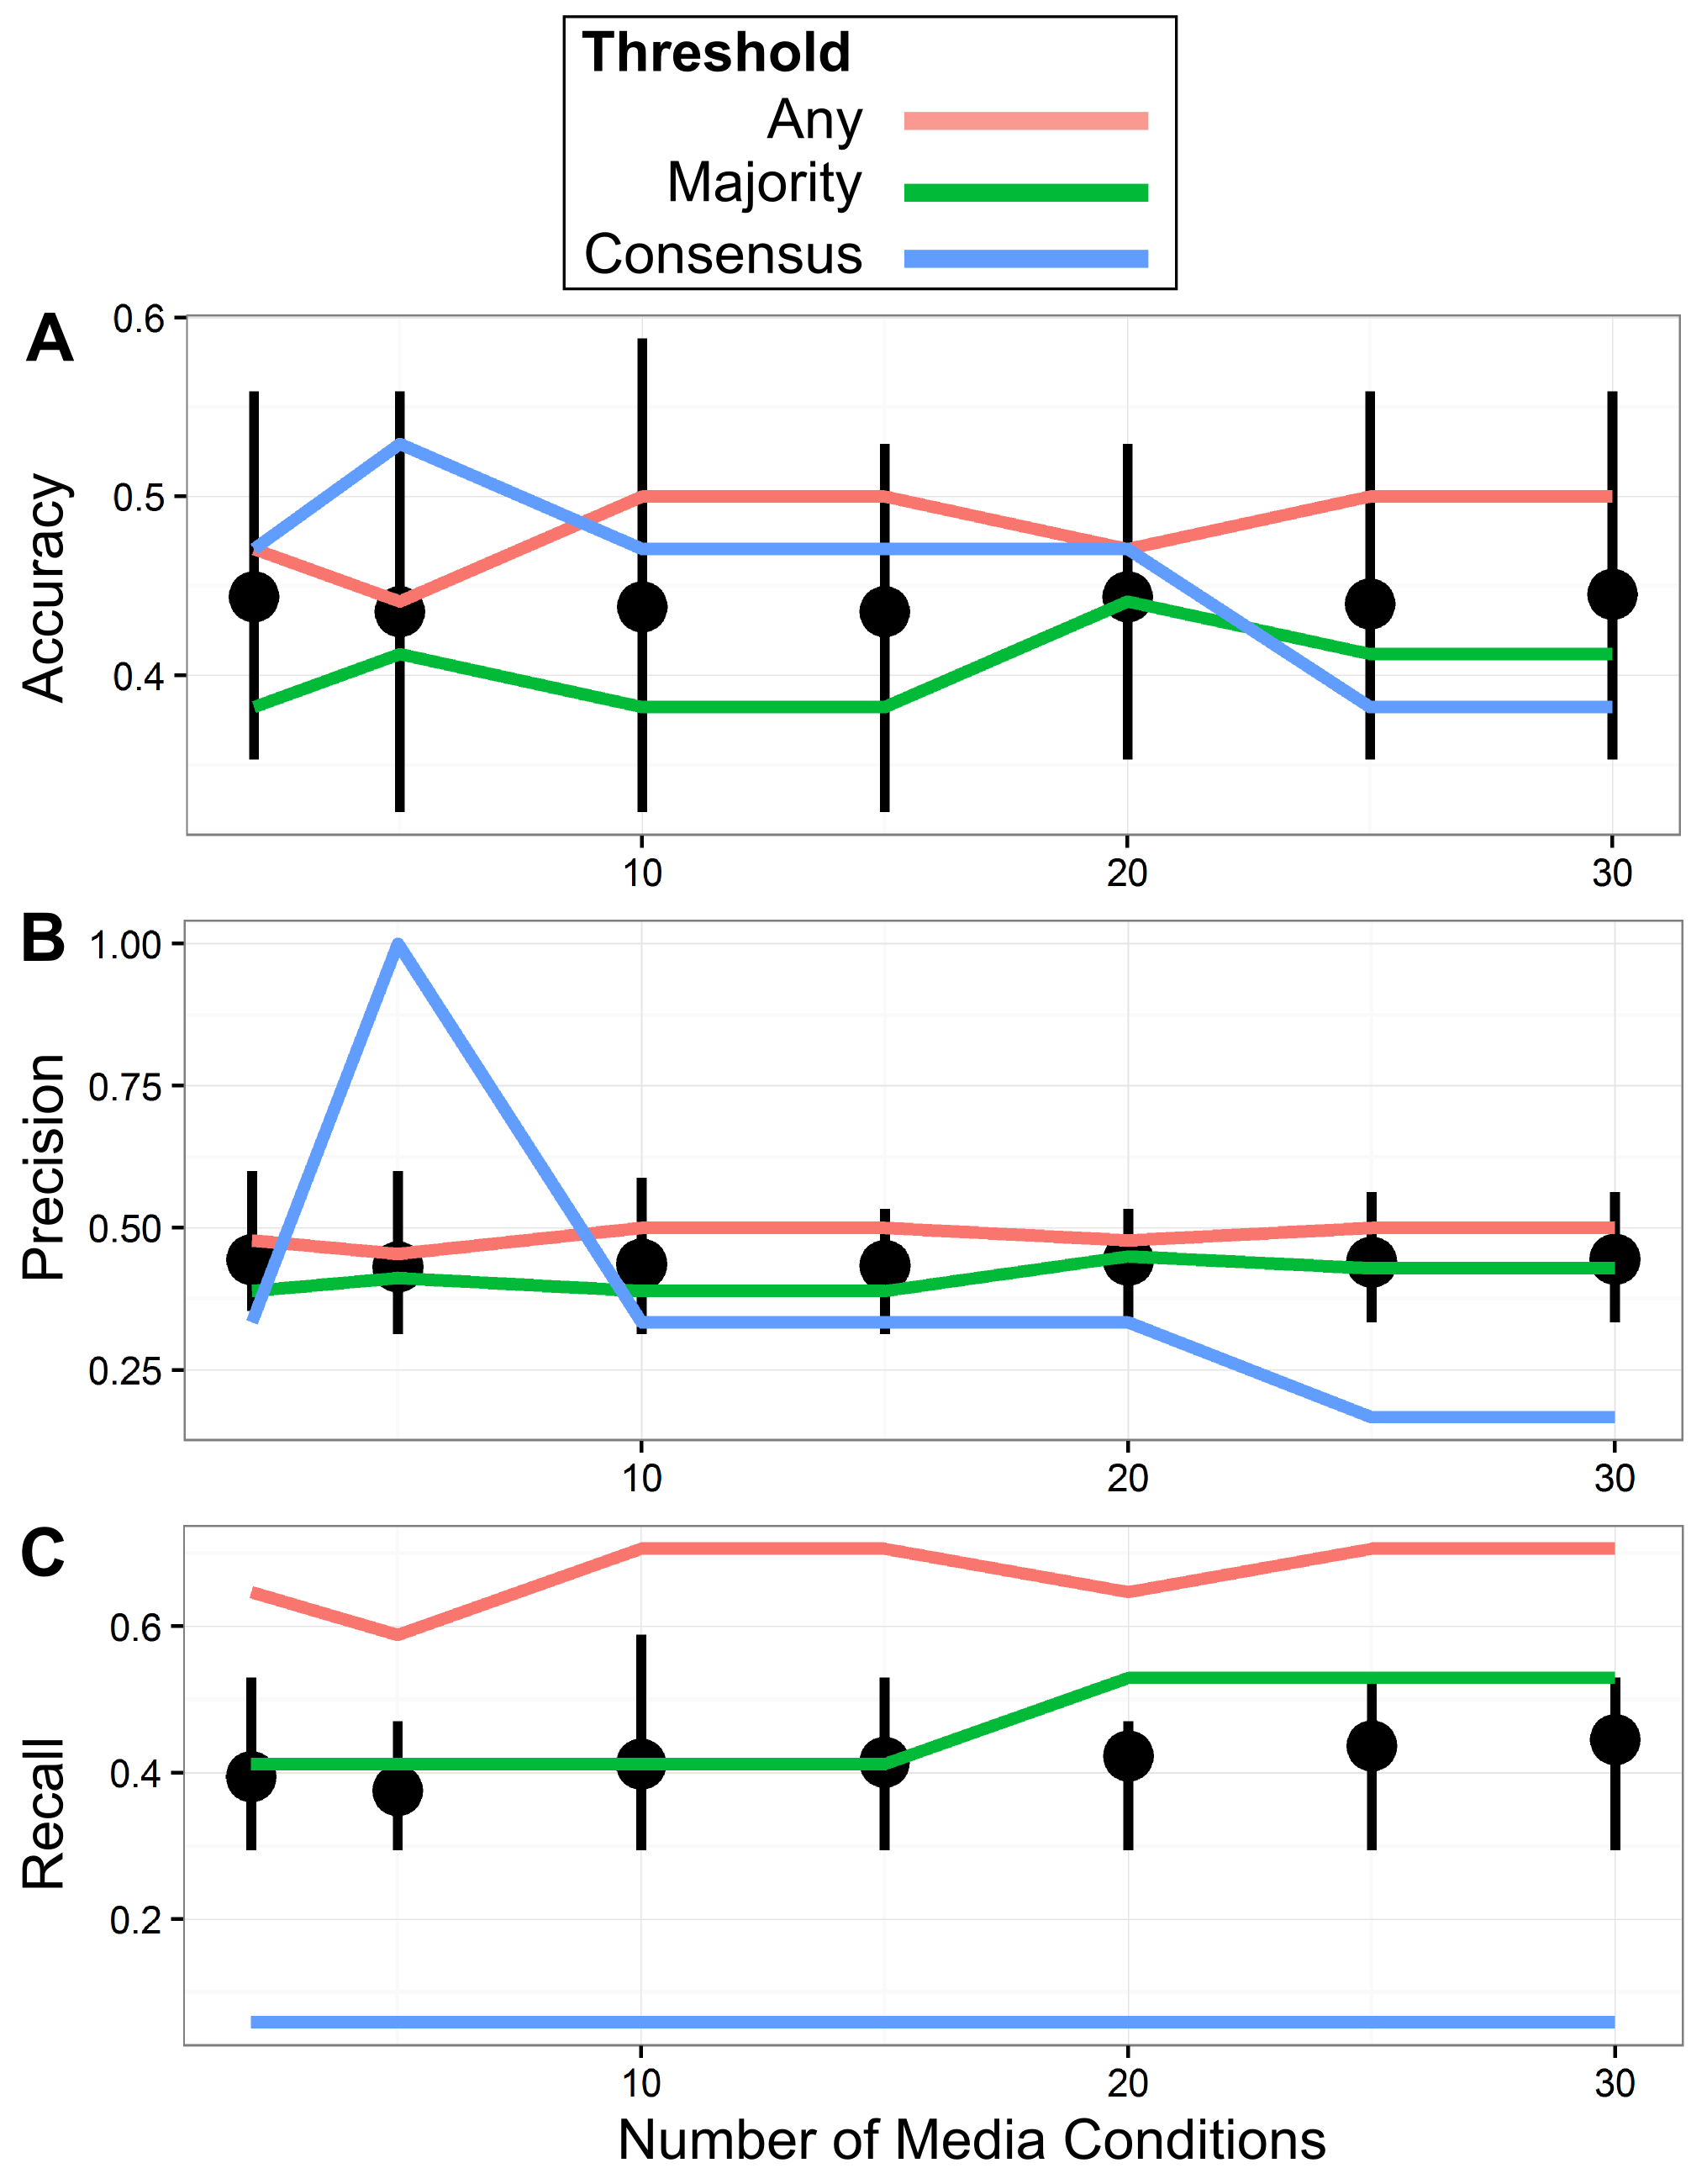 Threshold
Any
Majority
Consensus
A
0.6
0.5
0.4
Accuracy
10 20 30
B
1.00
0.75
0.50
0.25
Precision
10 20 30
C
0.6
0.4
0.2
Recall
10 20 30
Number of Media Conditions